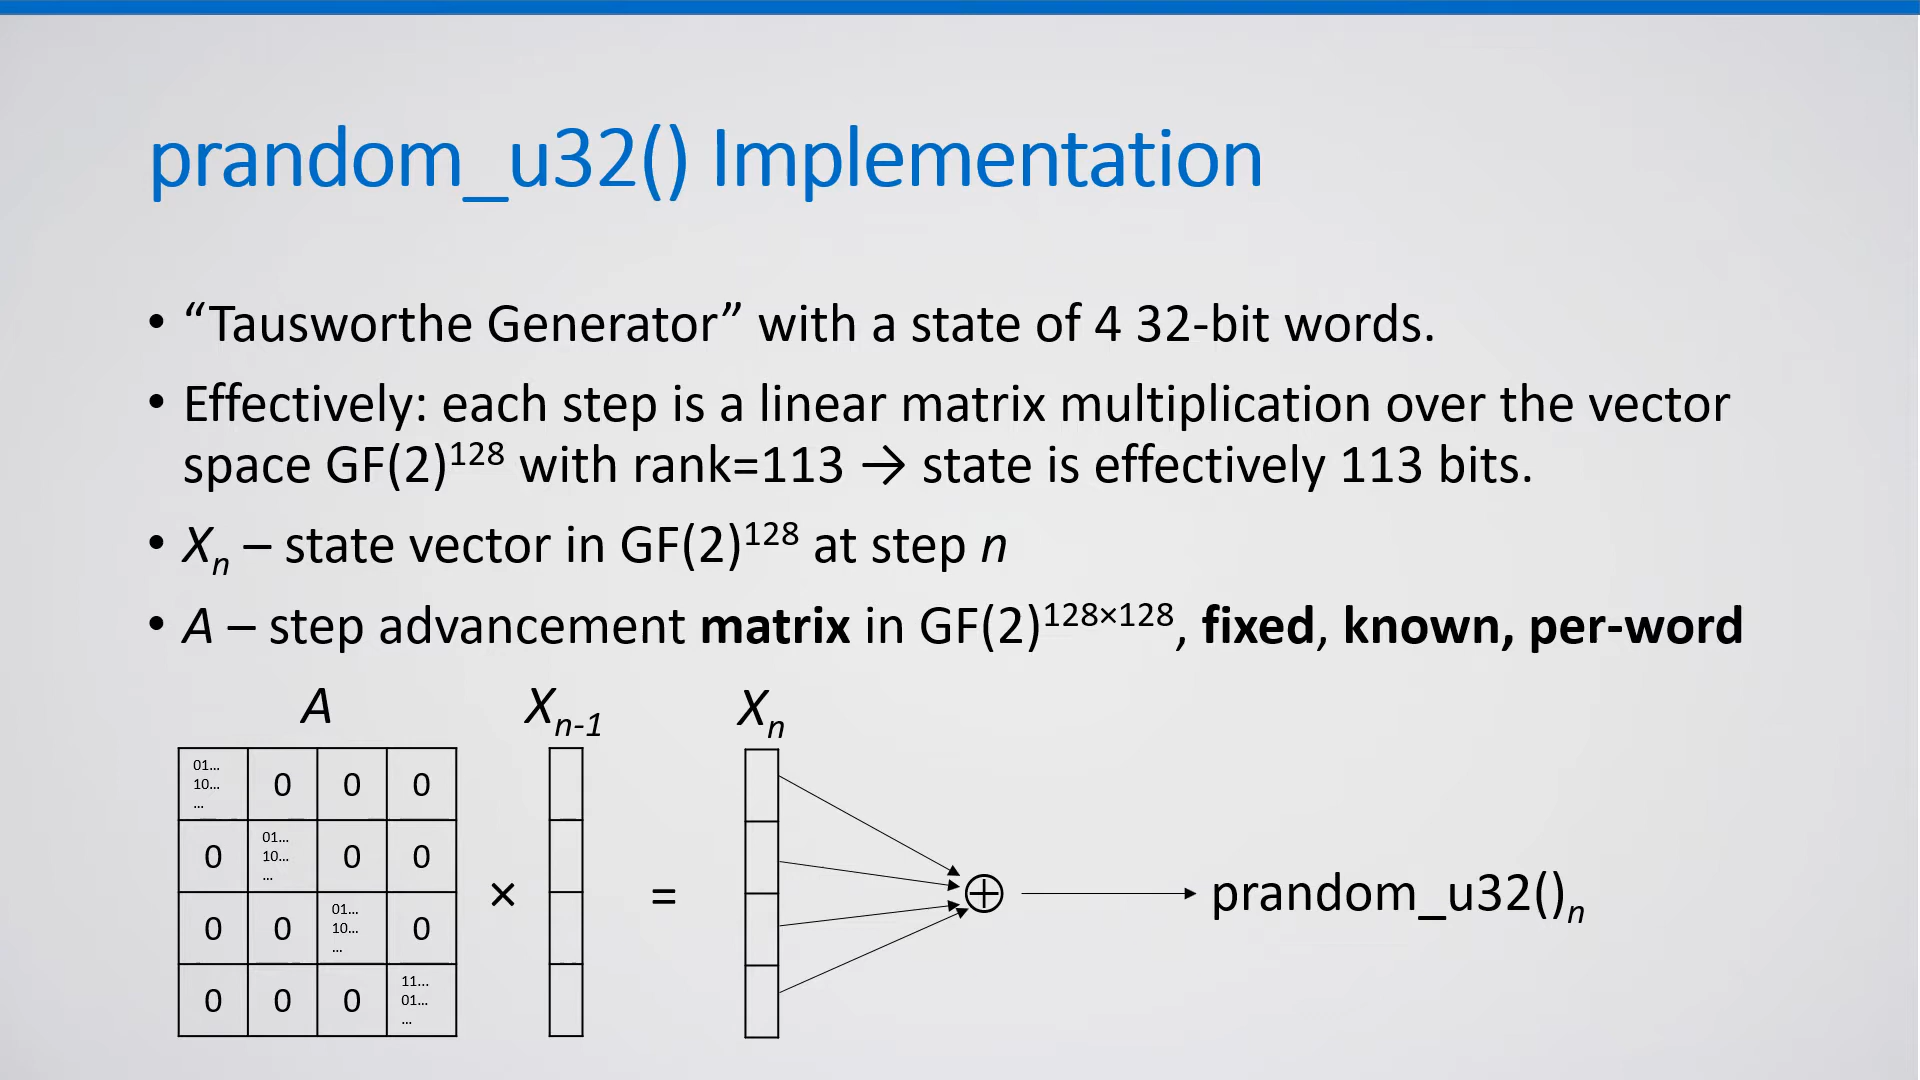 prandom_u32() Implementation
• “Tausworthe Generator” with a state of 4 32-bit words.
• Effectively: each step is a linear matrix multiplication over the vector
space GF(2)¹²⁸ with rank=113 → state is effectively 113 bits.
• Xₙ – state vector in GF(2)¹²⁸ at step n
• A – step advancement matrix in GF(2)¹²⁸ˣ¹²⁸, fixed, known, per-word
A Xₙ₋₁ Xₙ
01...
10... 0 0 0
...
01...
0 10... 0 0
...
× = ⊕ prandom_u32()ₙ
01...
0 0 10... 0
...
11...
0 0 0 01...
...